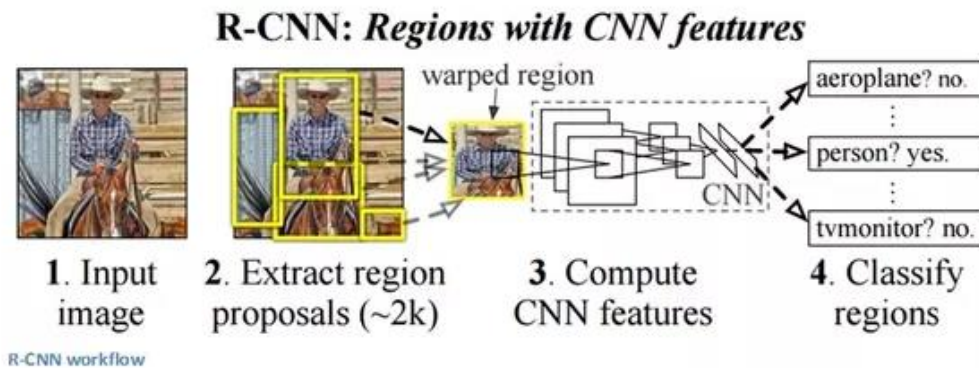 R-CNN: Regions with CNN features
warped region
aeroplane? no.
⋮
person? yes.
⋮
tvmonitor? no.
CNN
1. Input
image
2. Extract region
proposals (~2k)
3. Compute
CNN features
4. Classify
regions
R-CNN workflow